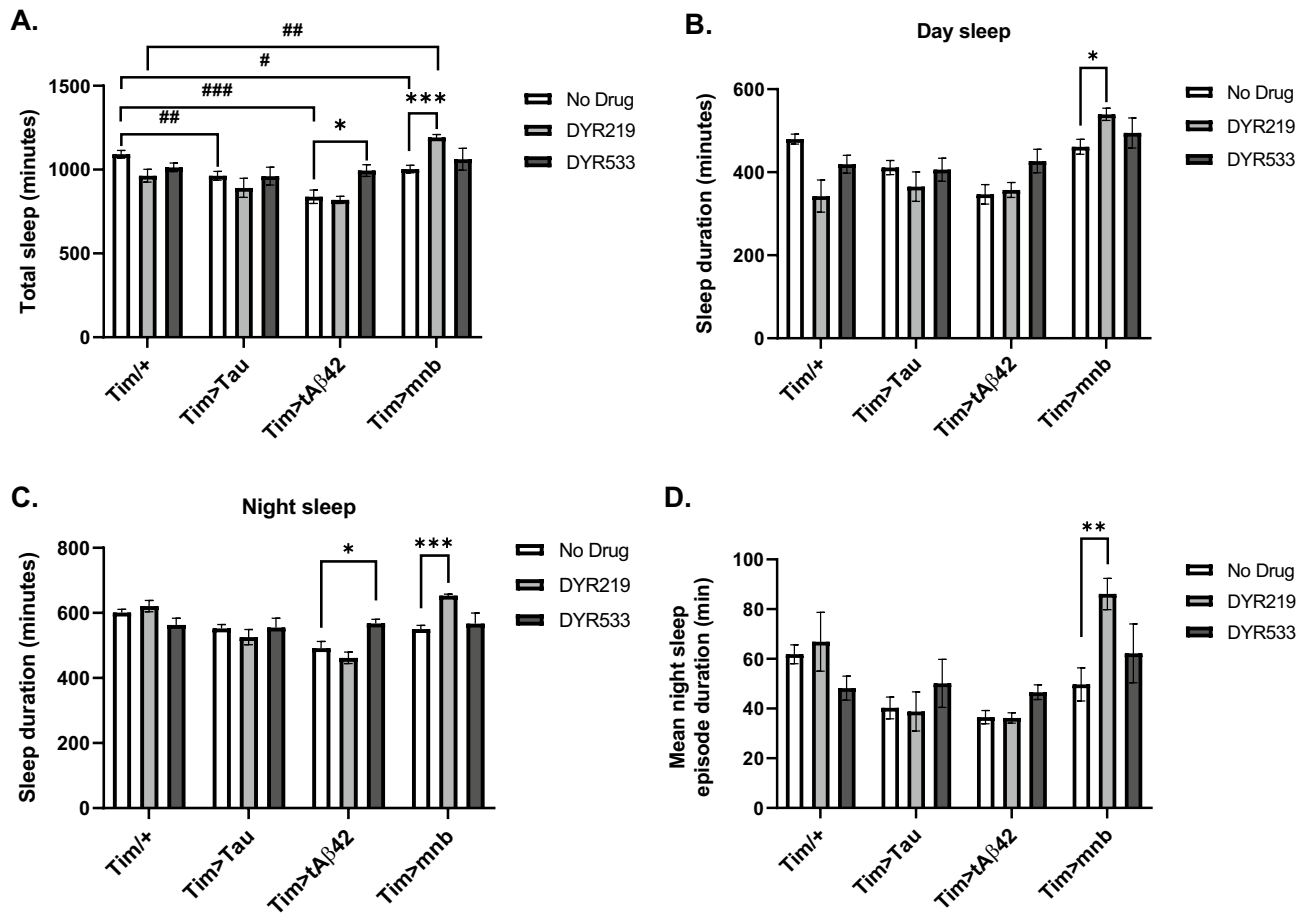 A.
##
#
###
##
*
***
Total sleep (minutes)
1500
1000
500
0
Tim/+
Tim>Tau
Tim>tAβ42
Tim>mnb
No Drug
DYR219
DYR533
B.
Day sleep
*
Sleep duration (minutes)
600
400
200
0
Tim/+
Tim>Tau
Tim>tAβ42
Tim>mnb
No Drug
DYR219
DYR533
C.
Night sleep
*
***
Sleep duration (minutes)
800
600
400
200
0
Tim/+
Tim>Tau
Tim>tAβ42
Tim>mnb
No Drug
DYR219
DYR533
D.
**
Mean night sleep
episode duration (min)
100
80
60
40
20
0
Tim/+
Tim>Tau
Tim>tAβ42
Tim>mnb
No Drug
DYR219
DYR533